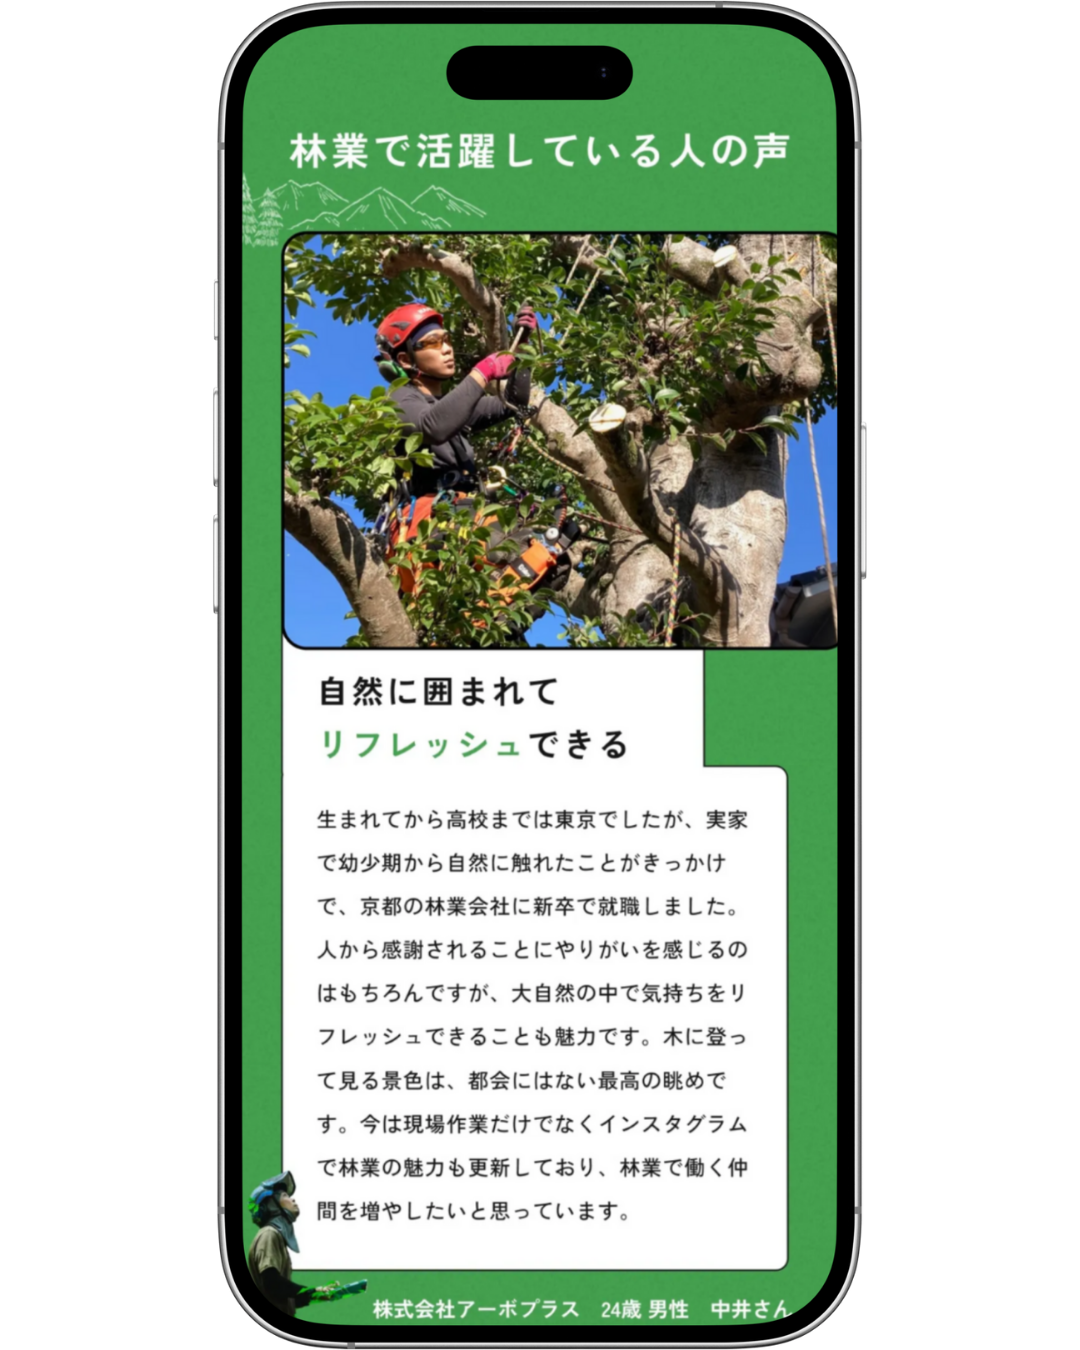 林業で活躍している人の声
自然に囲まれて
リフレッシュできる
生まれてから高校までは東京でしたが、実家
で幼少期から自然に触れたことがきっかけ
で、京都の林業会社に新卒で就職しました。
人から感謝されることにやりがいを感じるの
はもちろんですが、大自然の中で気持ちをリ
フレッシュできることも魅力です。木に登っ
て見る景色は、都会にはない最高の眺めで
す。今は現場作業だけでなくインスタグラム
で林業の魅力も更新しており、林業で働く仲
間を増やしたいと思っています。
株式会社アーボプラス　24歳 男性　中井さん